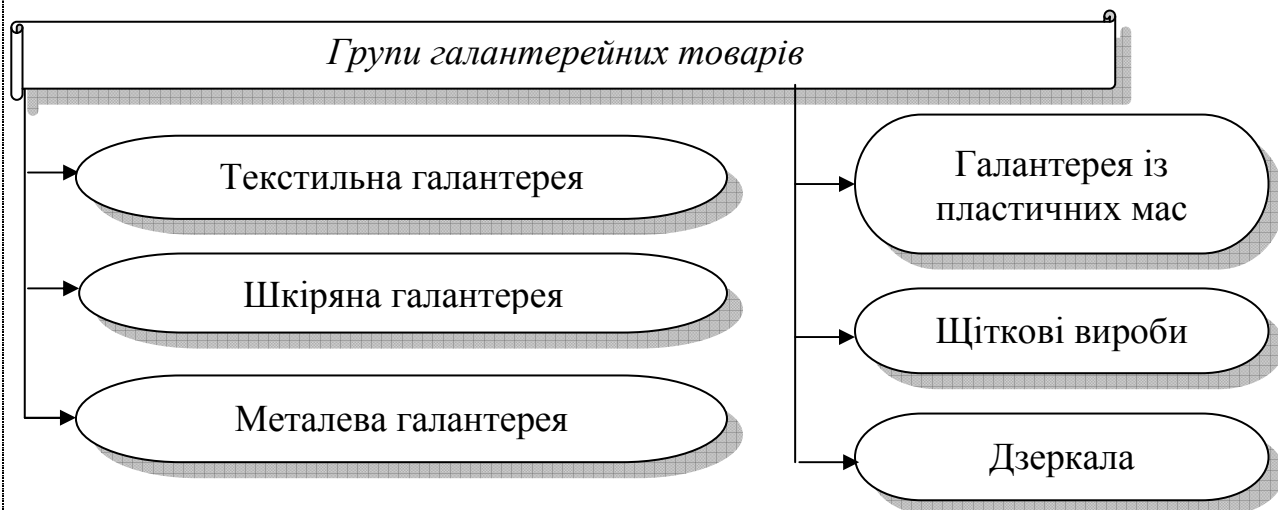 Групи галантерейних товарів
Текстильна галантерея
Шкіряна галантерея
Металева галантерея
Галантерея із
пластичних мас
Щіткові вироби
Дзеркала